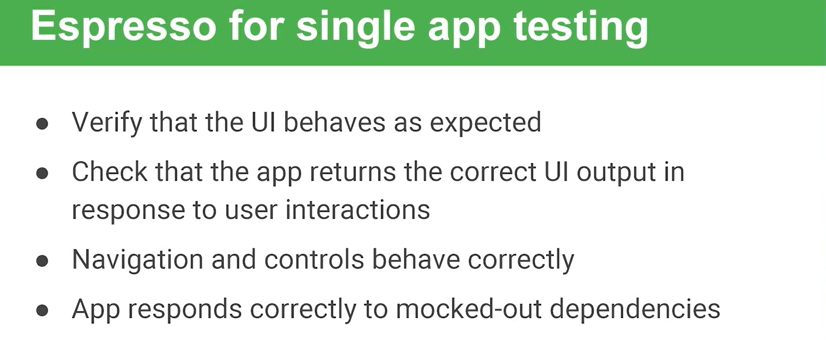 Espresso for single app testing
● Verify that the UI behaves as expected
● Check that the app returns the correct UI output in
response to user interactions
● Navigation and controls behave correctly
● App responds correctly to mocked-out dependencies